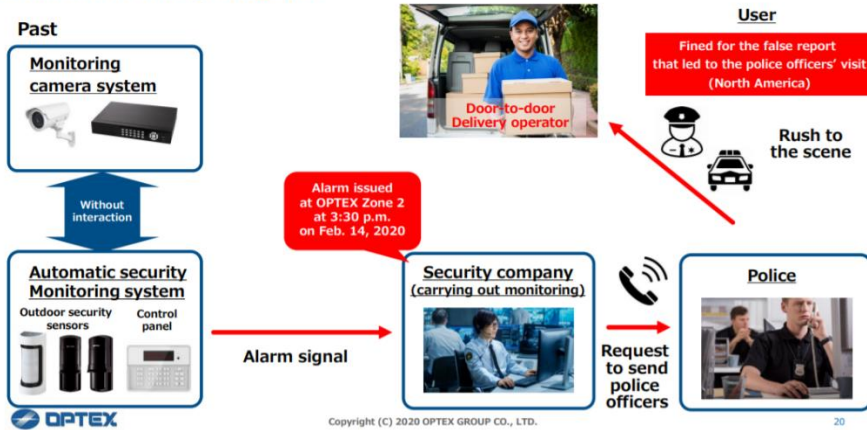 Past
Monitoring
camera system
Without
interaction
Automatic security
Monitoring system
Outdoor security
sensors
Control
panel
Alarm signal
Alarm issued
at OPTEX Zone 2
at 3:30 p.m.
on Feb. 14, 2020
Security company
(carrying out monitoring)
Request
to send
police
officers
Police
Door-to-door
Delivery operator
User
Fined for the false report
that led to the police officers' visit
(North America)
Rush to
the scene
OPTEX
Copyright (C) 2020 OPTEX GROUP CO., LTD.
20